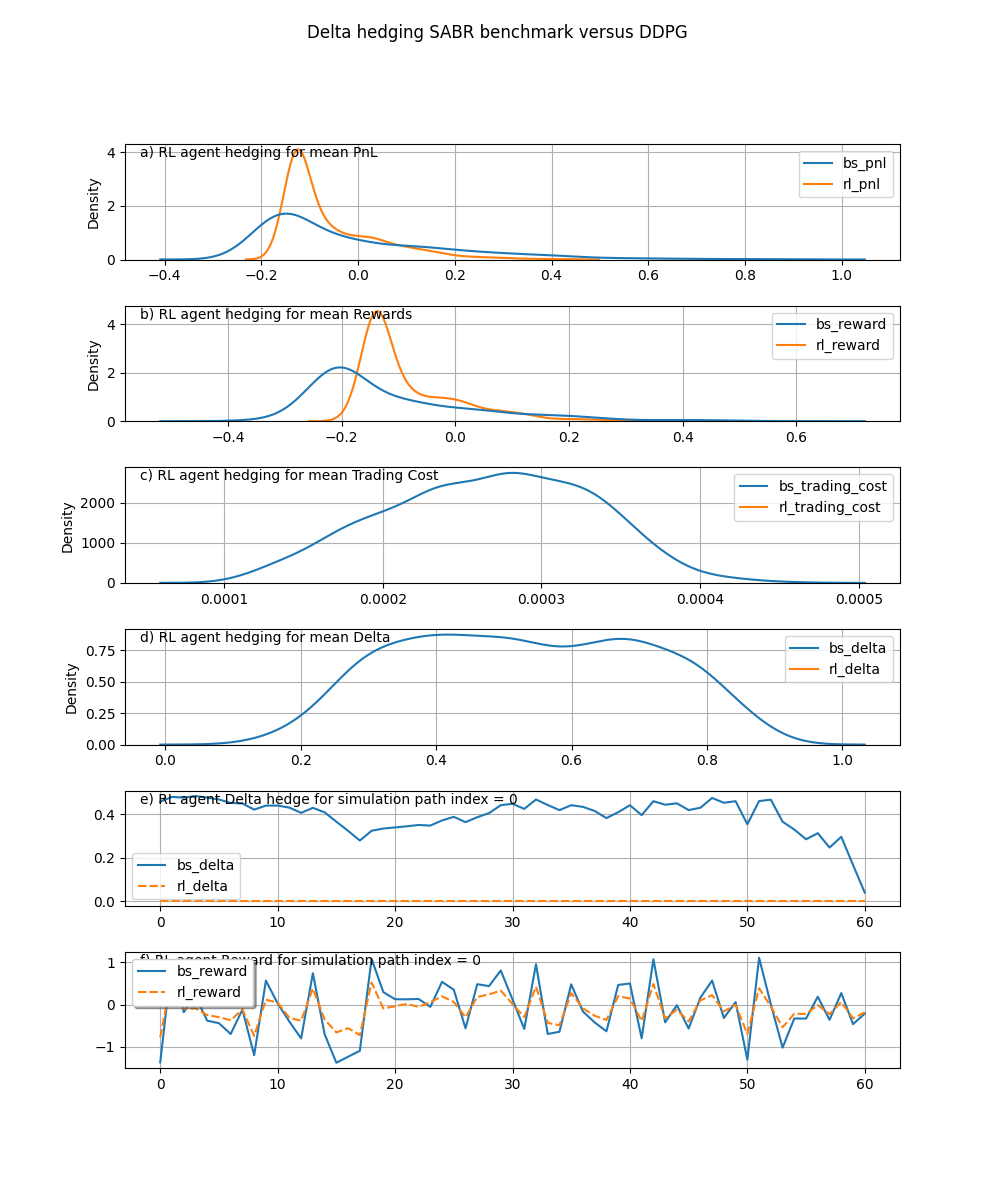 Delta hedging SABR benchmark versus DDPG
a) RL agent hedging for mean PnL
bs_pnl
rl_pnl
Density
4
2
0
−0.4 −0.2 0.0 0.2 0.4 0.6 0.8 1.0
b) RL agent hedging for mean Rewards
bs_reward
rl_reward
Density
4
2
0
−0.4 −0.2 0.0 0.2 0.4 0.6
c) RL agent hedging for mean Trading Cost
bs_trading_cost
rl_trading_cost
Density
2000
1000
0
0.0001 0.0002 0.0003 0.0004 0.0005
d) RL agent hedging for mean Delta
bs_delta
rl_delta
Density
0.75
0.50
0.25
0.00
0.0 0.2 0.4 0.6 0.8 1.0
e) RL agent Delta hedge for simulation path index = 0
bs_delta
rl_delta
0.4
0.2
0.0
0 10 20 30 40 50 60
f) RL agent Reward for simulation path index = 0
bs_reward
rl_reward
1
0
−1
0 10 20 30 40 50 60